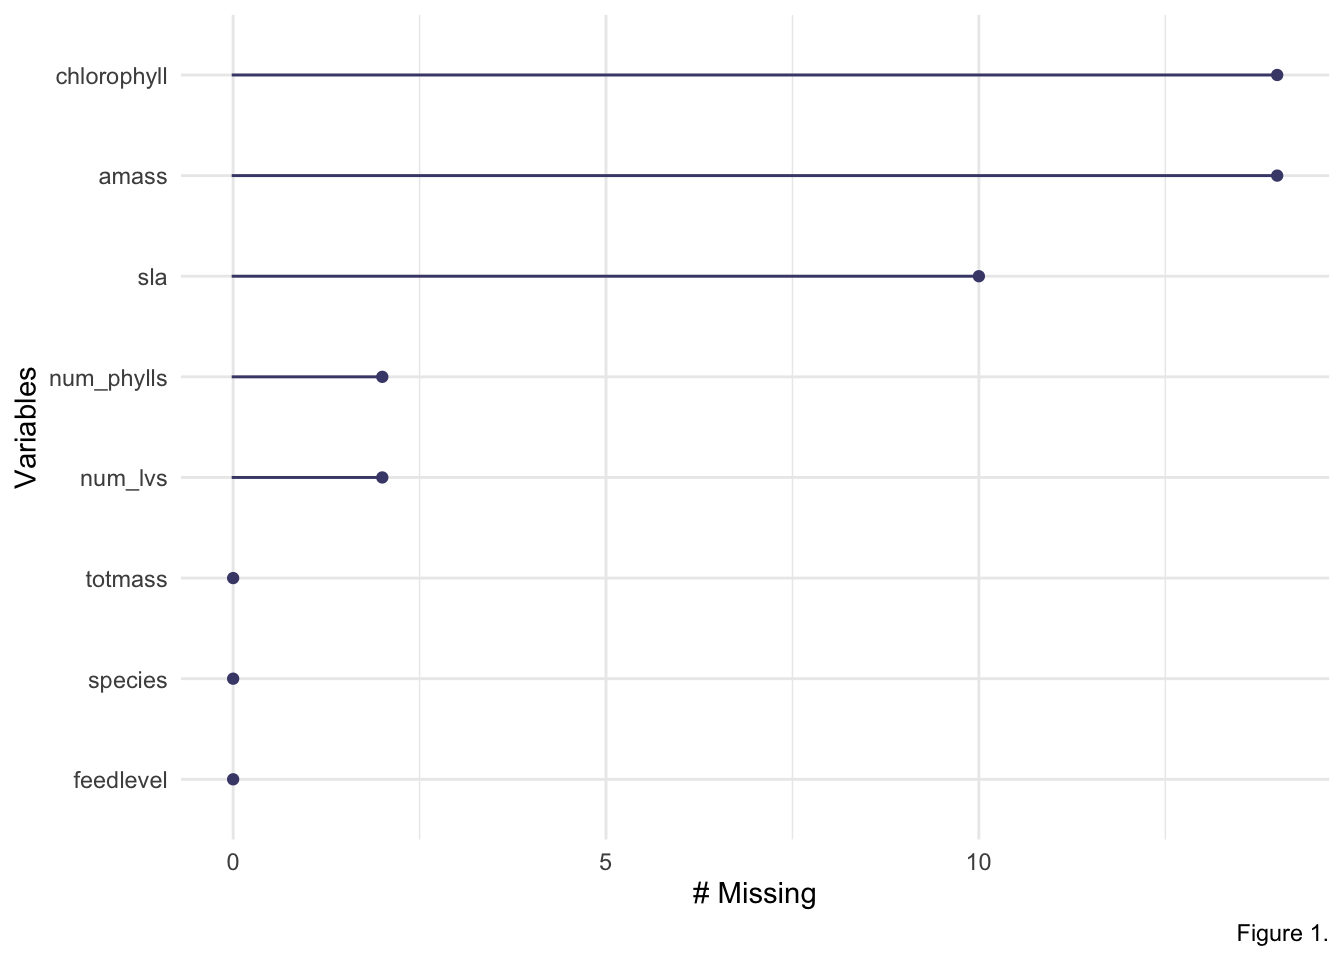 chlorophyll
amass
sla
num_phylls
num_lvs
totmass
species
feedlevel
Variables
0 5 10
# Missing
Figure 1.